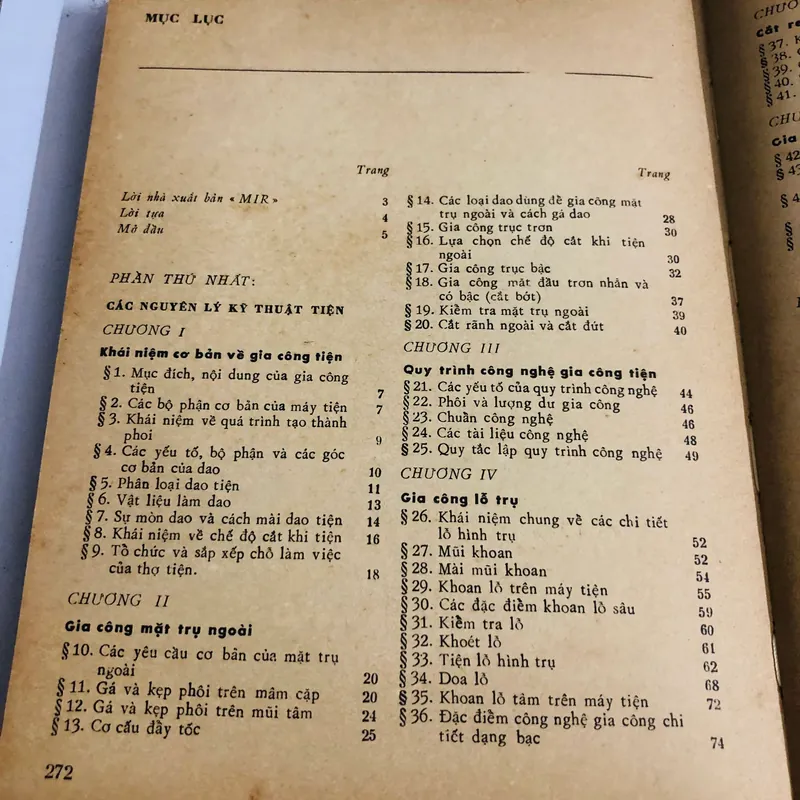 MỤC LỤC
Trang
Lời nhà xuất bản « MIR» 3
Lời tựa 4
Mở đầu 5
PHẦN THỨ NHẤT:
CÁC NGUYÊN LÝ KỸ THUẬT TIỆN
CHƯƠNG I
Khái niệm cơ bản về gia công tiện
§ 1. Mục đích, nội dung của gia công
tiện 7
§ 2. Các bộ phận cơ bản của máy tiện 7
§ 3. Khái niệm về quá trình tạo thành
phoi 9
§ 4. Các yếu tố, bộ phận và các góc
cơ bản của dao 10
§ 5. Phân loại dao tiện 11
§ 6. Vật liệu làm dao 13
§ 7. Sự mòn dao và cách mài dao tiện 14
§ 8. Khái niệm về chế độ cắt khi tiện 16
§ 9. Tổ chức và sắp xếp chỗ làm việc
của thợ tiện. 18
CHƯƠNG II
Gia công mặt trụ ngoài
§ 10. Các yêu cầu cơ bản của mặt trụ
ngoài 20
§ 11. Gá và kẹp phôi trên mâm cặp 20
§ 12. Gá và kẹp phôi trên mũi tâm 24
§ 13. Cơ cấu đẩy tốc 25
272
Trang
§ 14. Các loại dao dùng để gia công mặt
trụ ngoài và cách gá dao 28
§ 15. Gia công trục trơn 30
§ 16. Lựa chọn chế độ cắt khi tiện
ngoài 30
§ 17. Gia công trục bậc 32
§ 18. Gia công mặt đầu trơn nhẵn và
có bậc (cắt bớt) 37
§ 19. Kiểm tra mặt trụ ngoài 39
§ 20. Cắt rãnh ngoài và cắt đứt 40
CHƯƠNG III
Quy trình công nghệ gia công tiện
§ 21. Các yếu tố của quy trình công nghệ 44
§ 22. Phôi và lượng dư gia công 46
§ 23. Chuẩn công nghệ 46
§ 24. Các tài liệu công nghệ 48
§ 25. Quy tắc lập quy trình công nghệ 49
CHƯƠNG IV
Gia công lỗ trụ
§ 26. Khái niệm chung về các chi tiết
lỗ hình trụ 52
§ 27. Mũi khoan 52
§ 28. Mài mũi khoan 54
§ 29. Khoan lỗ trên máy tiện 55
§ 30. Các đặc điểm khoan lỗ sâu 59
§ 31. Kiểm tra lỗ 60
§ 32. Khoét lỗ 61
§ 33. Tiện lỗ hình trụ 62
§ 34. Doa lỗ 68
§ 35. Khoan lỗ tâm trên máy tiện 72
§ 36. Đặc điểm công nghệ gia công chi
tiết dạng bạc 74
§ 37.
§ 38.
§ 39.
§ 40.
§ 41.
Gia
§ 42
§ 43
§ 4
§
§